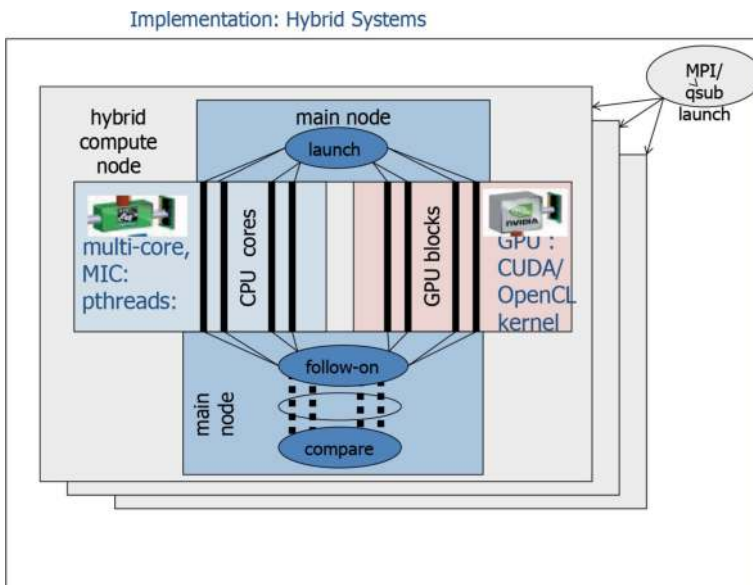 Implementation: Hybrid Systems
MPI/
qsub
launch
hybrid
compute
node
main node
launch
multi-core,
MIC:
pthreads:
CPU cores
GPU blocks
NVIDIA
GPU :
CUDA/
OpenCL
kernel
follow-on
main
node
compare